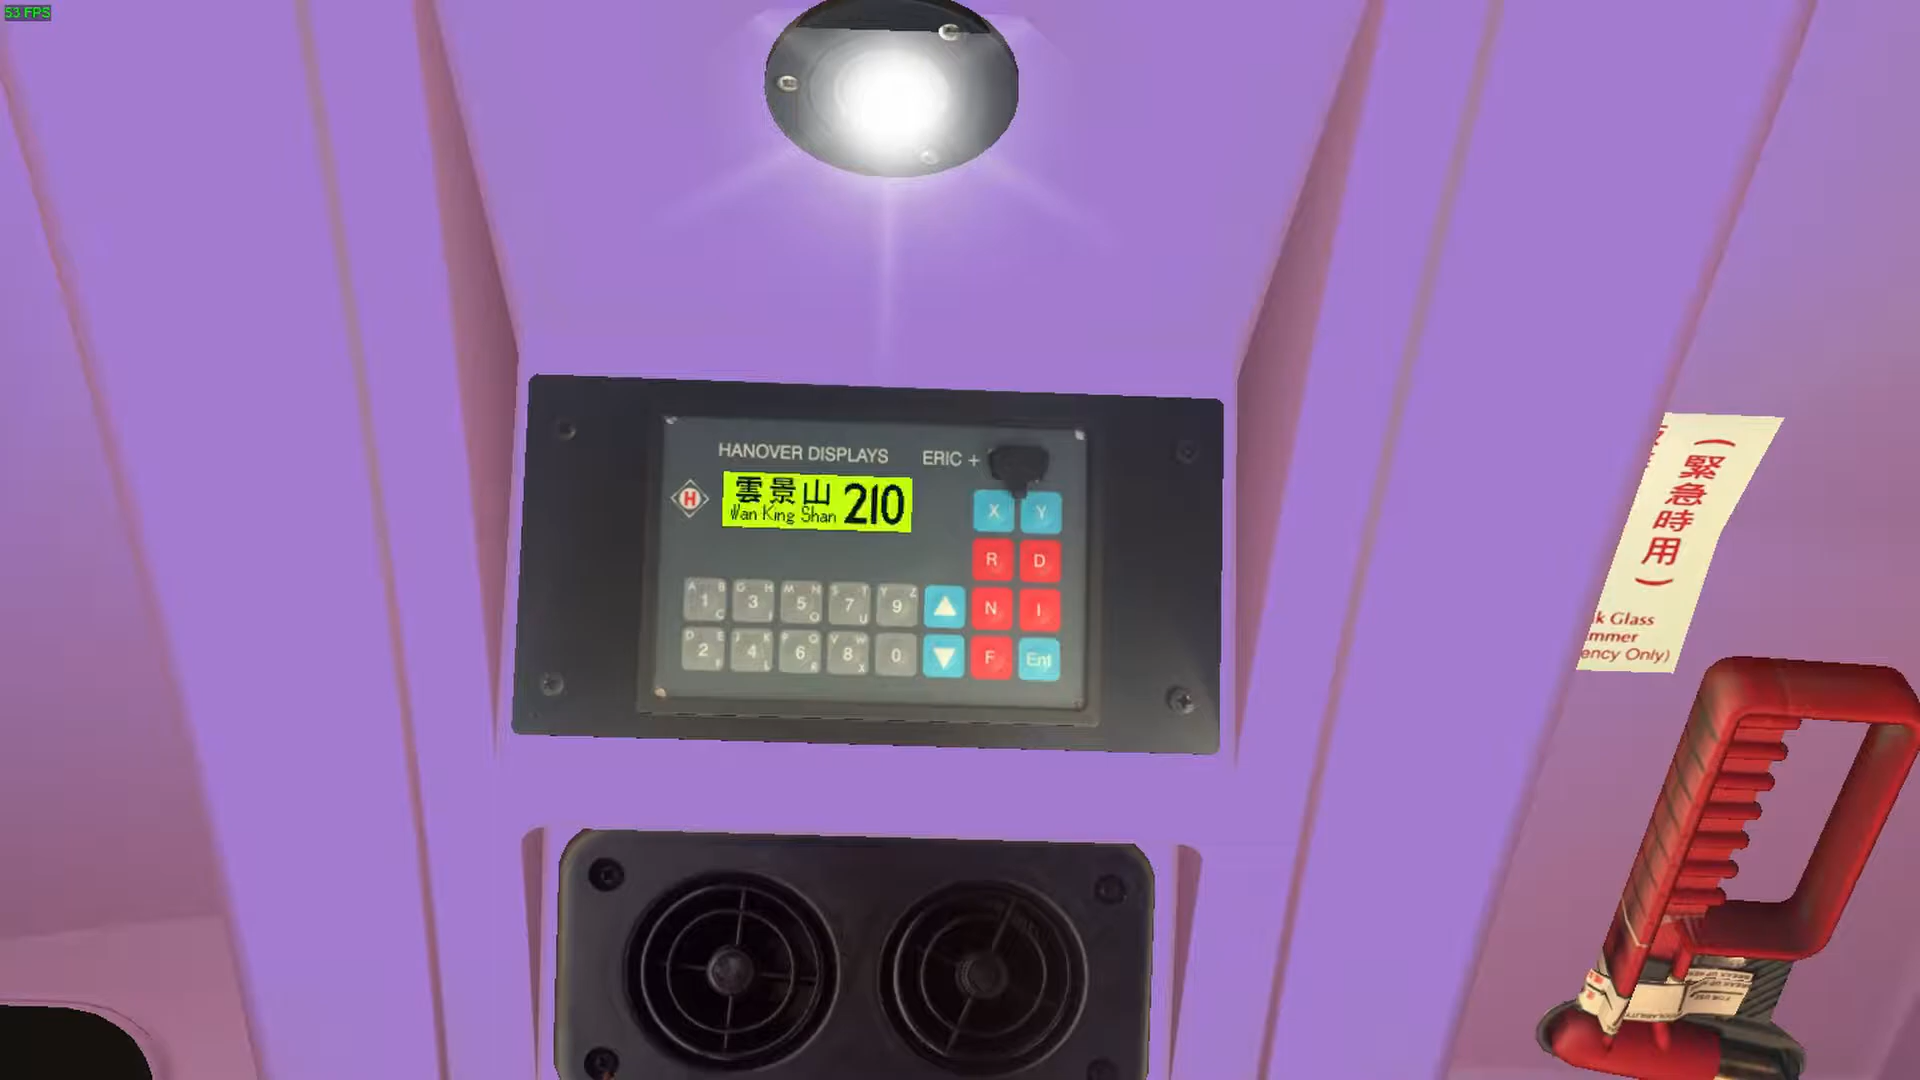 53 FPS
HANOVER DISPLAYS ERIC +
H
雲景山 210
Wan King Shan
X Y
R D
A B 1 C
G H 3
M N 5 O
S T 7 U
Y Z 9
N I
D E 2 F
J K 4 L
P Q 6 R
V W 8 X
0
F Ent
（緊急時用）
k Glass
mmer
ency Only)